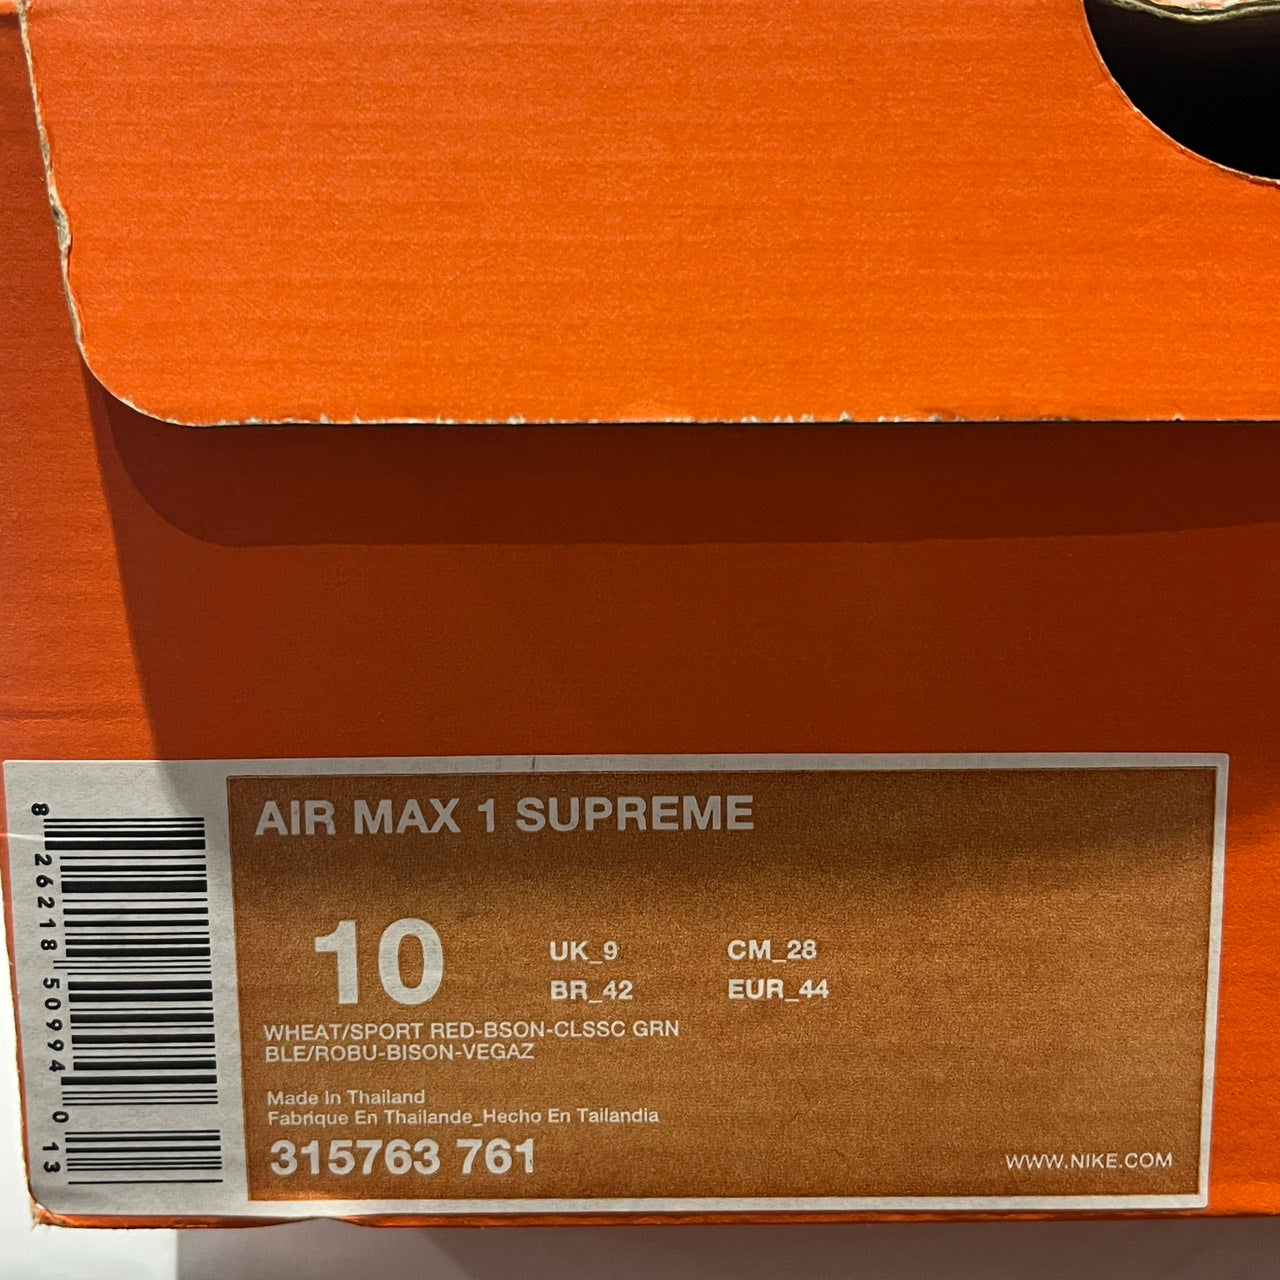 AIR MAX 1 SUPREME
10
UK_9 CM_28
BR_42 EUR_44
WHEAT/SPORT RED-BSON-CLSSC GRN
BLE/ROBU-BISON-VEGAZ
Made In Thailand
Fabrique En Thailande_Hecho En Tailandia
315763 761
WWW.NIKE.COM
8 26218 50994 0 13